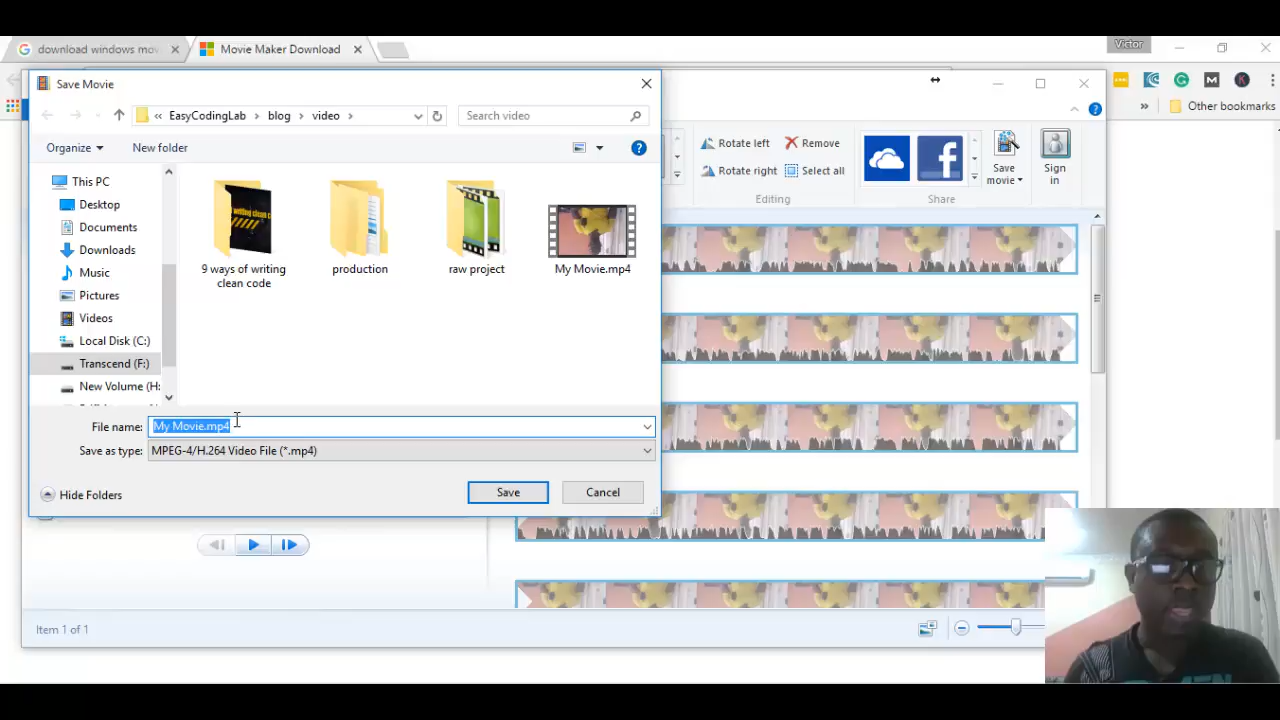 download windows mov
Movie Maker Download
Victor
Other bookmarks
Save Movie
« EasyCodingLab > blog > video >
Search video
Organize
New folder
This PC
Desktop
Documents
Downloads
Music
Pictures
Videos
Local Disk (C:)
Transcend (F:)
New Volume (H:
9 ways of writing
clean code
production
raw project
My Movie.mp4
File name: My Movie.mp4
Save as type: MPEG-4/H.264 Video File (*.mp4)
Hide Folders
Save
Cancel
Rotate left
Remove
Rotate right
Select all
Editing
Save
movie
Share
Sign
in
Item 1 of 1